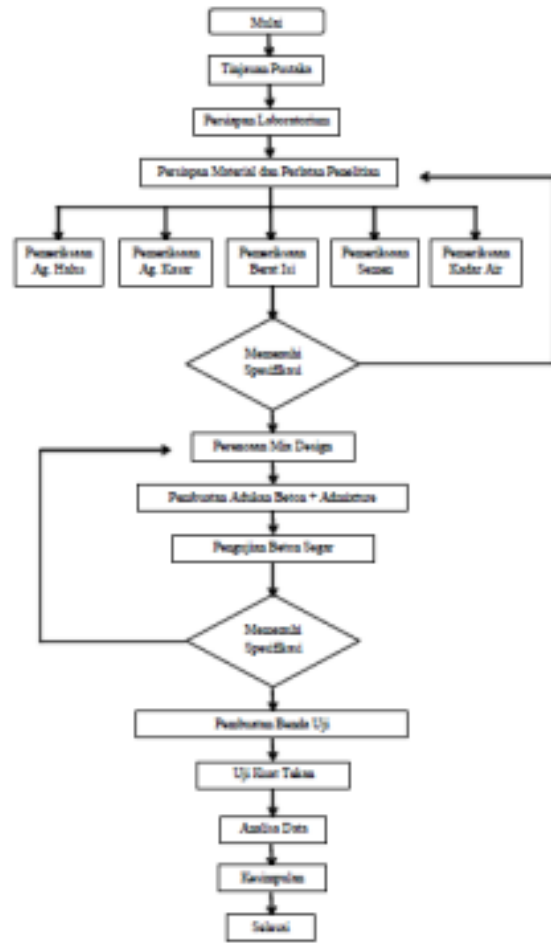 Mulai
Tinjauan Pustaka
Persiapan Laboratorium
Persiapan Material dan Perlatan Penelitian
Pemeriksaan
Ag. Halus
Pemeriksaan
Ag. Kasar
Pemeriksaan
Berat Isi
Pemeriksaan
Semen
Pemeriksaan
Kadar Air
Memenuhi
Spesifikasi
Mix Design
Pembuatan Adukan Beton + Admixture
Pengujian Beton Segar
Memenuhi
Spesifikasi
Pembuatan Benda Uji
Uji Kuat Tekan
Analisa Data
Kesimpulan
Selesai